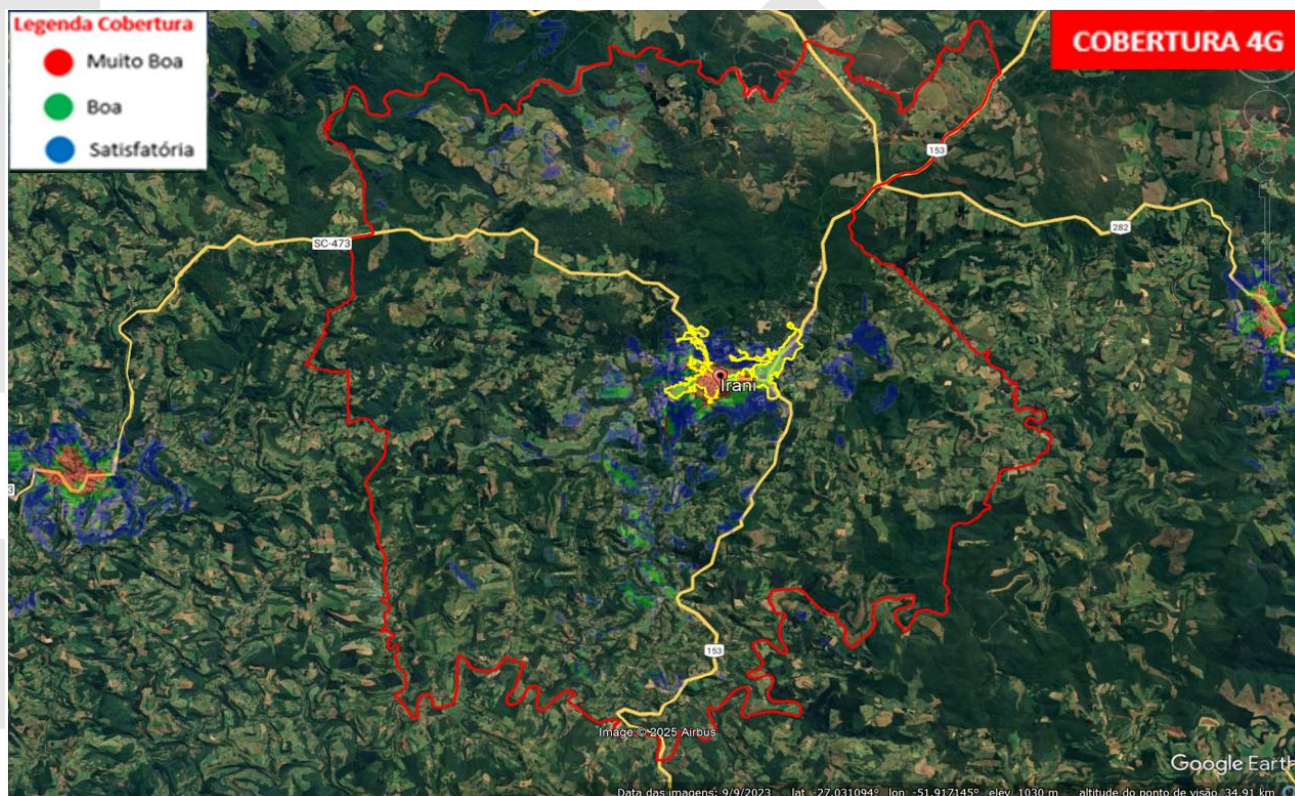 Legenda Cobertura
Muito Boa
Boa
Satisfatória
COBERTURA 4G
153
SC-473
282
Irani
3
153
Image © 2025 Airbus
Google Earth
Data das imagens: 9/9/2023 lat -27.031094° lon -51.917145° elev 1030 m altitude do ponto de visão 34.91 km